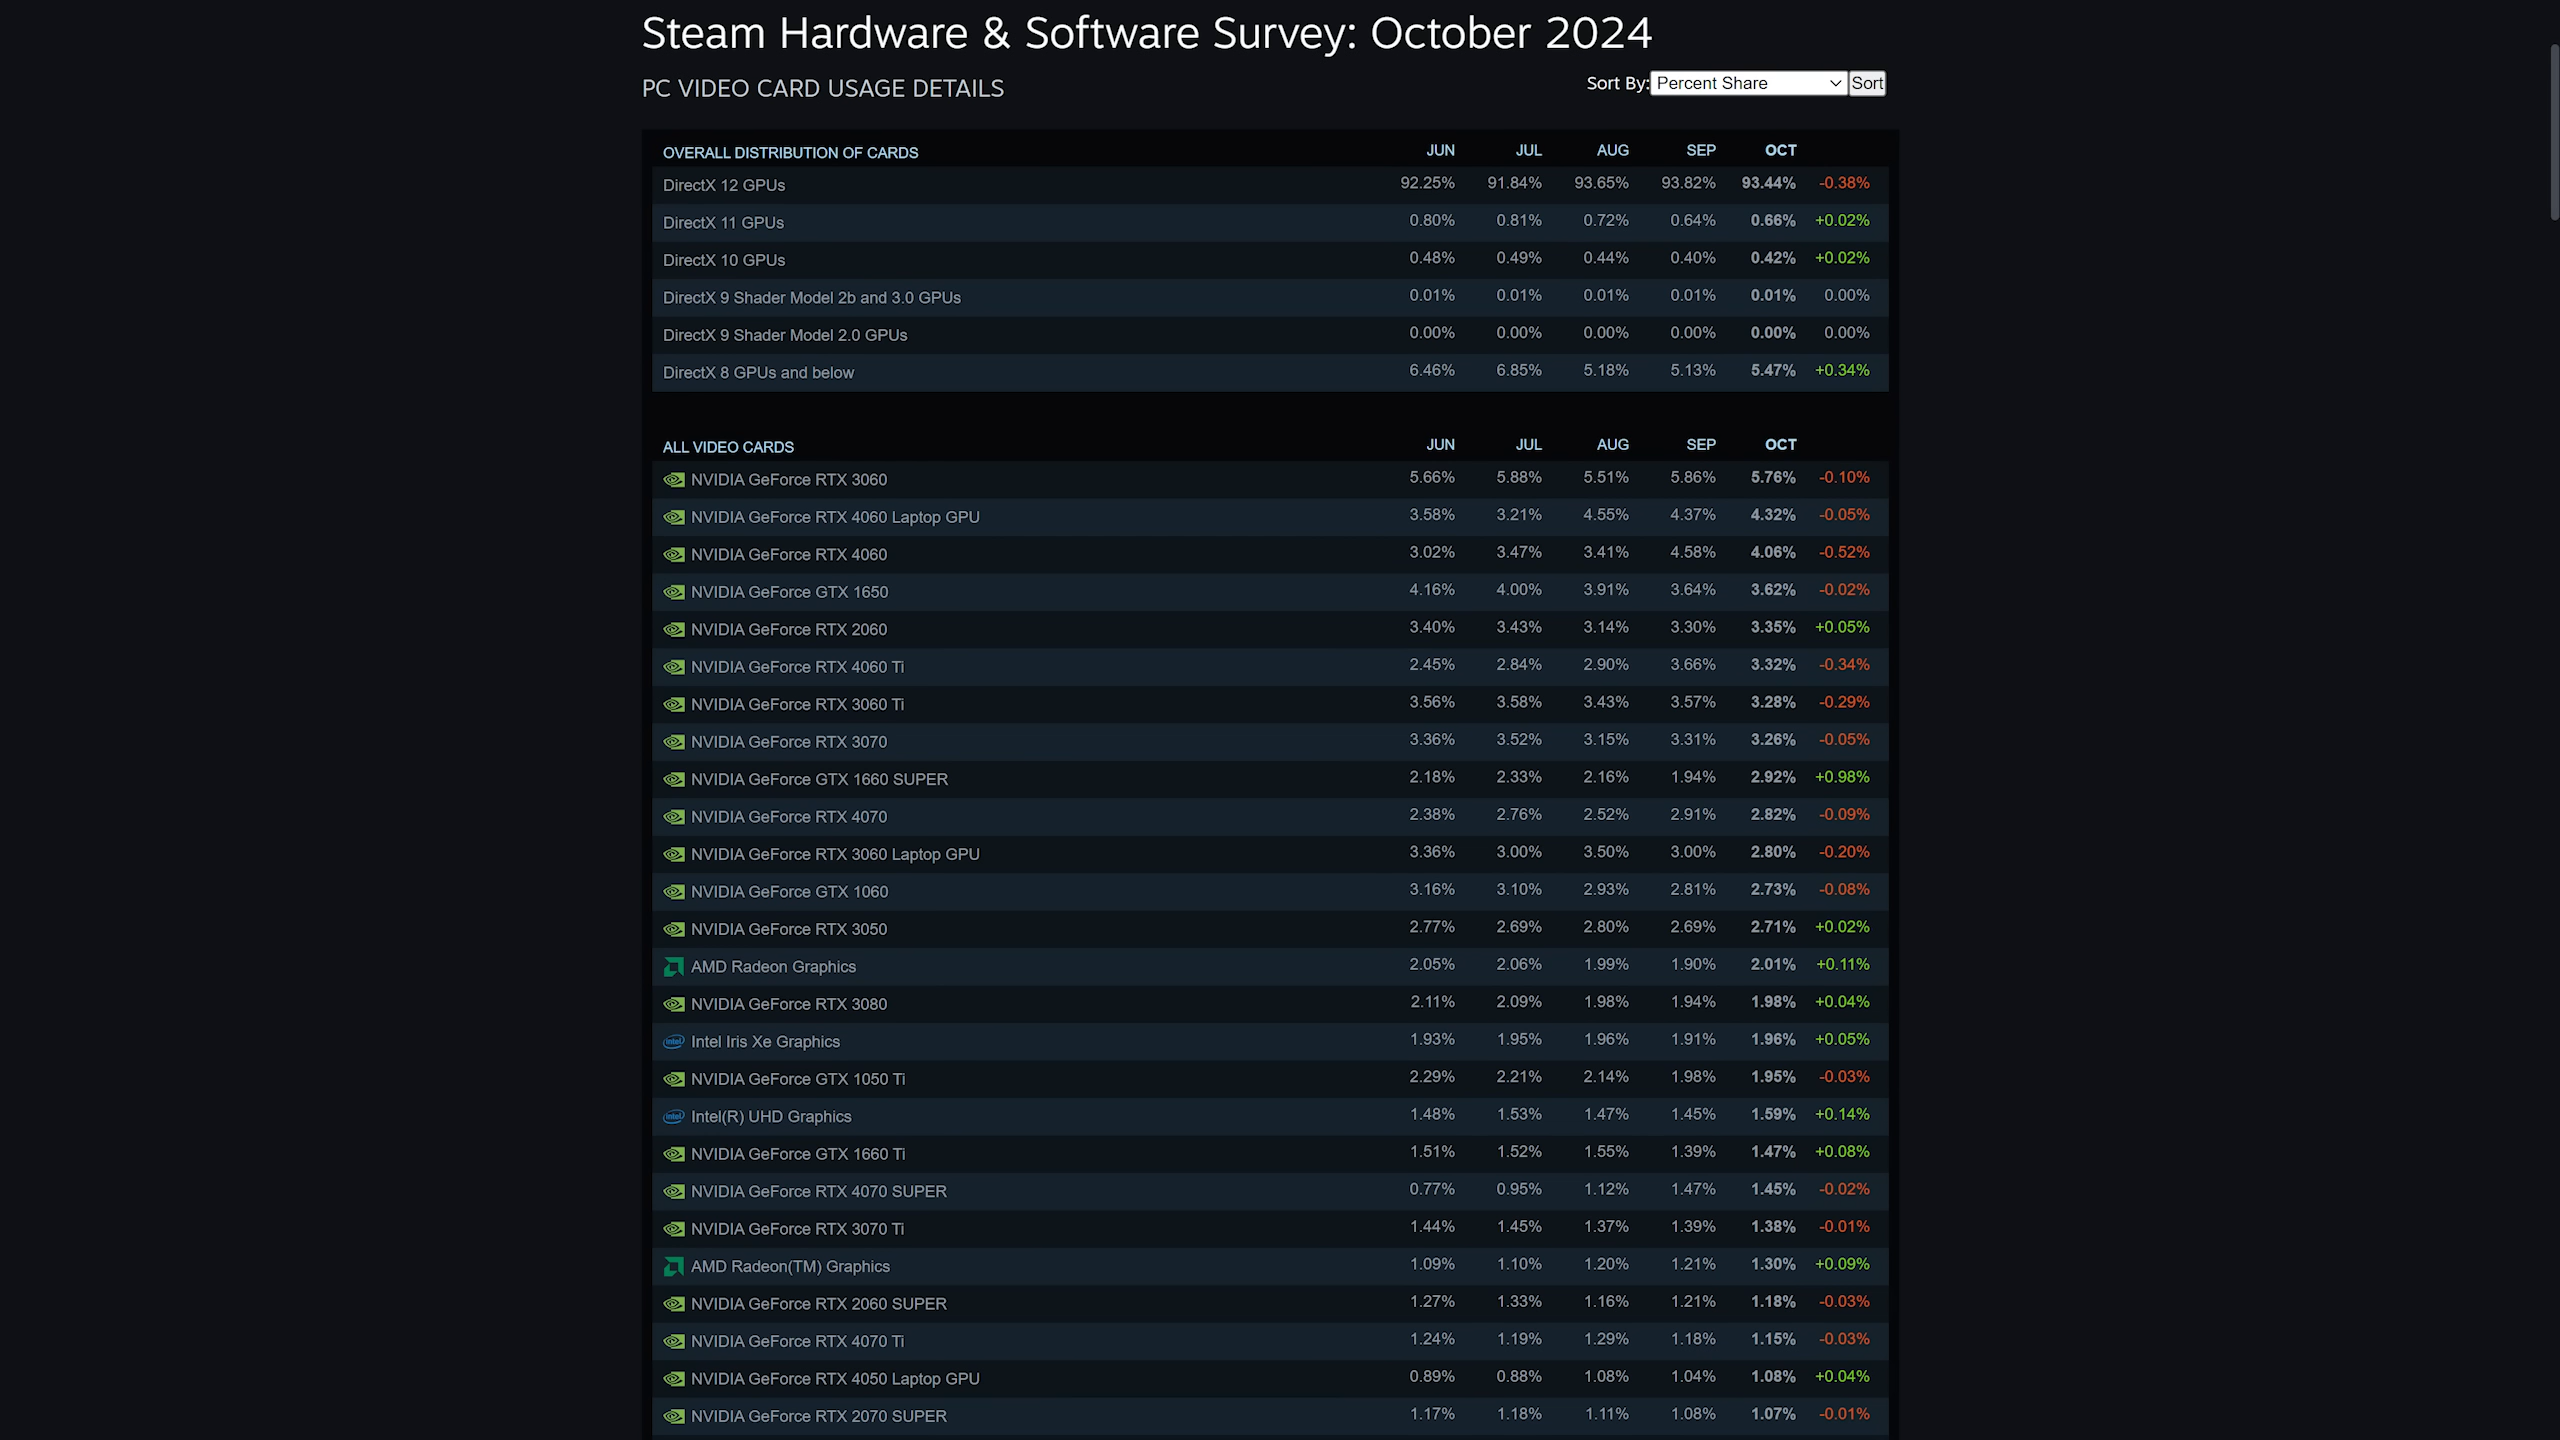 Steam Hardware & Software Survey: October 2024
PC VIDEO CARD USAGE DETAILS Sort By: Percent Share Sort
OVERALL DISTRIBUTION OF CARDS JUN JUL AUG SEP OCT
DirectX 12 GPUs 92.25% 91.84% 93.65% 93.82% 93.44% -0.38%
DirectX 11 GPUs 0.80% 0.81% 0.72% 0.64% 0.66% +0.02%
DirectX 10 GPUs 0.48% 0.49% 0.44% 0.40% 0.42% +0.02%
DirectX 9 Shader Model 2b and 3.0 GPUs 0.01% 0.01% 0.01% 0.01% 0.01% 0.00%
DirectX 9 Shader Model 2.0 GPUs 0.00% 0.00% 0.00% 0.00% 0.00% 0.00%
DirectX 8 GPUs and below 6.46% 6.85% 5.18% 5.13% 5.47% +0.34%
ALL VIDEO CARDS JUN JUL AUG SEP OCT
NVIDIA GeForce RTX 3060 5.66% 5.88% 5.51% 5.86% 5.76% -0.10%
NVIDIA GeForce RTX 4060 Laptop GPU 3.58% 3.21% 4.55% 4.37% 4.32% -0.05%
NVIDIA GeForce RTX 4060 3.02% 3.47% 3.41% 4.58% 4.06% -0.52%
NVIDIA GeForce GTX 1650 4.16% 4.00% 3.91% 3.64% 3.62% -0.02%
NVIDIA GeForce RTX 2060 3.40% 3.43% 3.14% 3.30% 3.35% +0.05%
NVIDIA GeForce RTX 4060 Ti 2.45% 2.84% 2.90% 3.66% 3.32% -0.34%
NVIDIA GeForce RTX 3060 Ti 3.56% 3.58% 3.43% 3.57% 3.28% -0.29%
NVIDIA GeForce RTX 3070 3.36% 3.52% 3.15% 3.31% 3.26% -0.05%
NVIDIA GeForce GTX 1660 SUPER 2.18% 2.33% 2.16% 1.94% 2.92% +0.98%
NVIDIA GeForce RTX 4070 2.38% 2.76% 2.52% 2.91% 2.82% -0.09%
NVIDIA GeForce RTX 3060 Laptop GPU 3.36% 3.00% 3.50% 3.00% 2.80% -0.20%
NVIDIA GeForce GTX 1060 3.16% 3.10% 2.93% 2.81% 2.73% -0.08%
NVIDIA GeForce RTX 3050 2.77% 2.69% 2.80% 2.69% 2.71% +0.02%
AMD Radeon Graphics 2.05% 2.06% 1.99% 1.90% 2.01% +0.11%
NVIDIA GeForce RTX 3080 2.11% 2.09% 1.98% 1.94% 1.98% +0.04%
intel Intel Iris Xe Graphics 1.93% 1.95% 1.96% 1.91% 1.96% +0.05%
NVIDIA GeForce GTX 1050 Ti 2.29% 2.21% 2.14% 1.98% 1.95% -0.03%
intel Intel(R) UHD Graphics 1.48% 1.53% 1.47% 1.45% 1.59% +0.14%
NVIDIA GeForce GTX 1660 Ti 1.51% 1.52% 1.55% 1.39% 1.47% +0.08%
NVIDIA GeForce RTX 4070 SUPER 0.77% 0.95% 1.12% 1.47% 1.45% -0.02%
NVIDIA GeForce RTX 3070 Ti 1.44% 1.45% 1.37% 1.39% 1.38% -0.01%
AMD Radeon(TM) Graphics 1.09% 1.10% 1.20% 1.21% 1.30% +0.09%
NVIDIA GeForce RTX 2060 SUPER 1.27% 1.33% 1.16% 1.21% 1.18% -0.03%
NVIDIA GeForce RTX 4070 Ti 1.24% 1.19% 1.29% 1.18% 1.15% -0.03%
NVIDIA GeForce RTX 4050 Laptop GPU 0.89% 0.88% 1.08% 1.04% 1.08% +0.04%
NVIDIA GeForce RTX 2070 SUPER 1.17% 1.18% 1.11% 1.08% 1.07% -0.01%